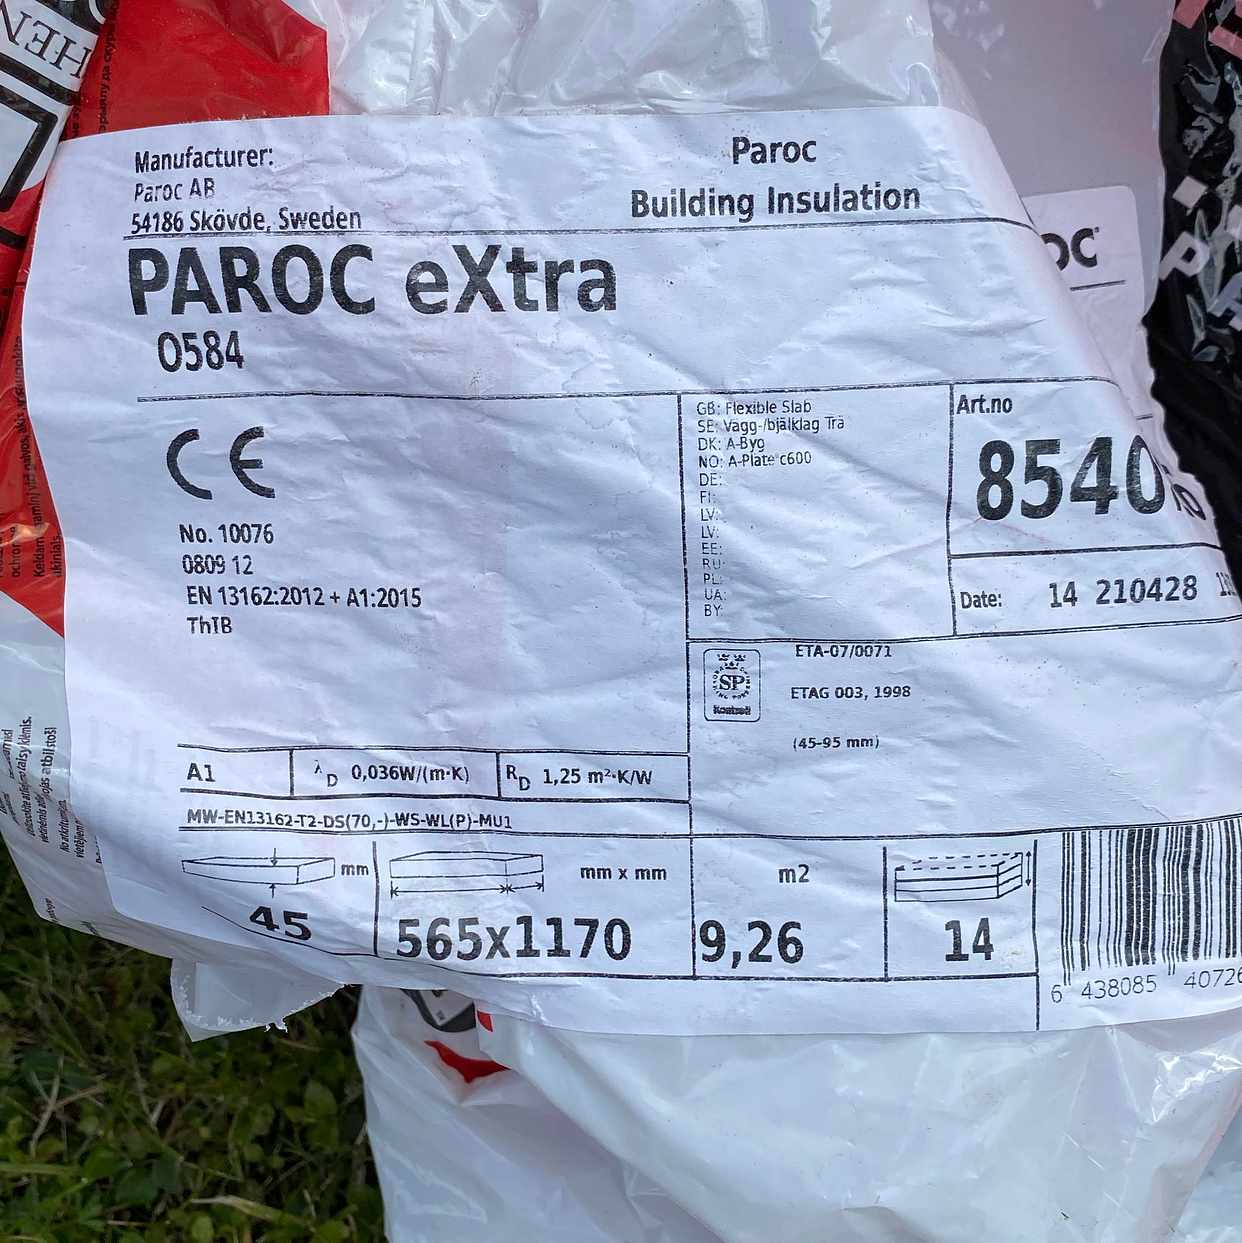 Manufacturer:
Paroc AB
54186 Skövde, Sweden
Paroc
Building Insulation
PAROC eXtra
0584
CE
No. 10076
0809 12
EN 13162:2012 + A1:2015
ThIB
GB: Flexible Slab
SE: Vägg-/bjälklag Trä
DK: A-Byg
NO: A-Plate c600
DE:
FI:
LV:
LV:
EE:
RU:
PL:
UA:
BY:
Art.no
8540
Date: 14 210428
SP
Kontroll
ETA-07/0071
ETAG 003, 1998
(45-95 mm)
A1
λD 0,036W/(m·K)
RD 1,25 m²·K/W
MW-EN13162-T2-DS(70,-)-WS-WL(P)-MU1
mm
45
mm x mm
565x1170
m2
9,26
14
6 438085 40726